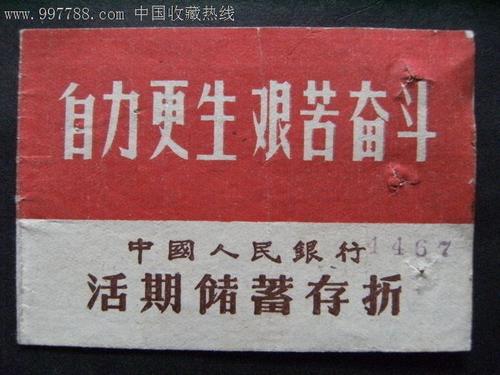 www.997788.com 中国收藏热线
自力更生 艰苦奋斗
中國人民銀行
1467
活期储蓄存折